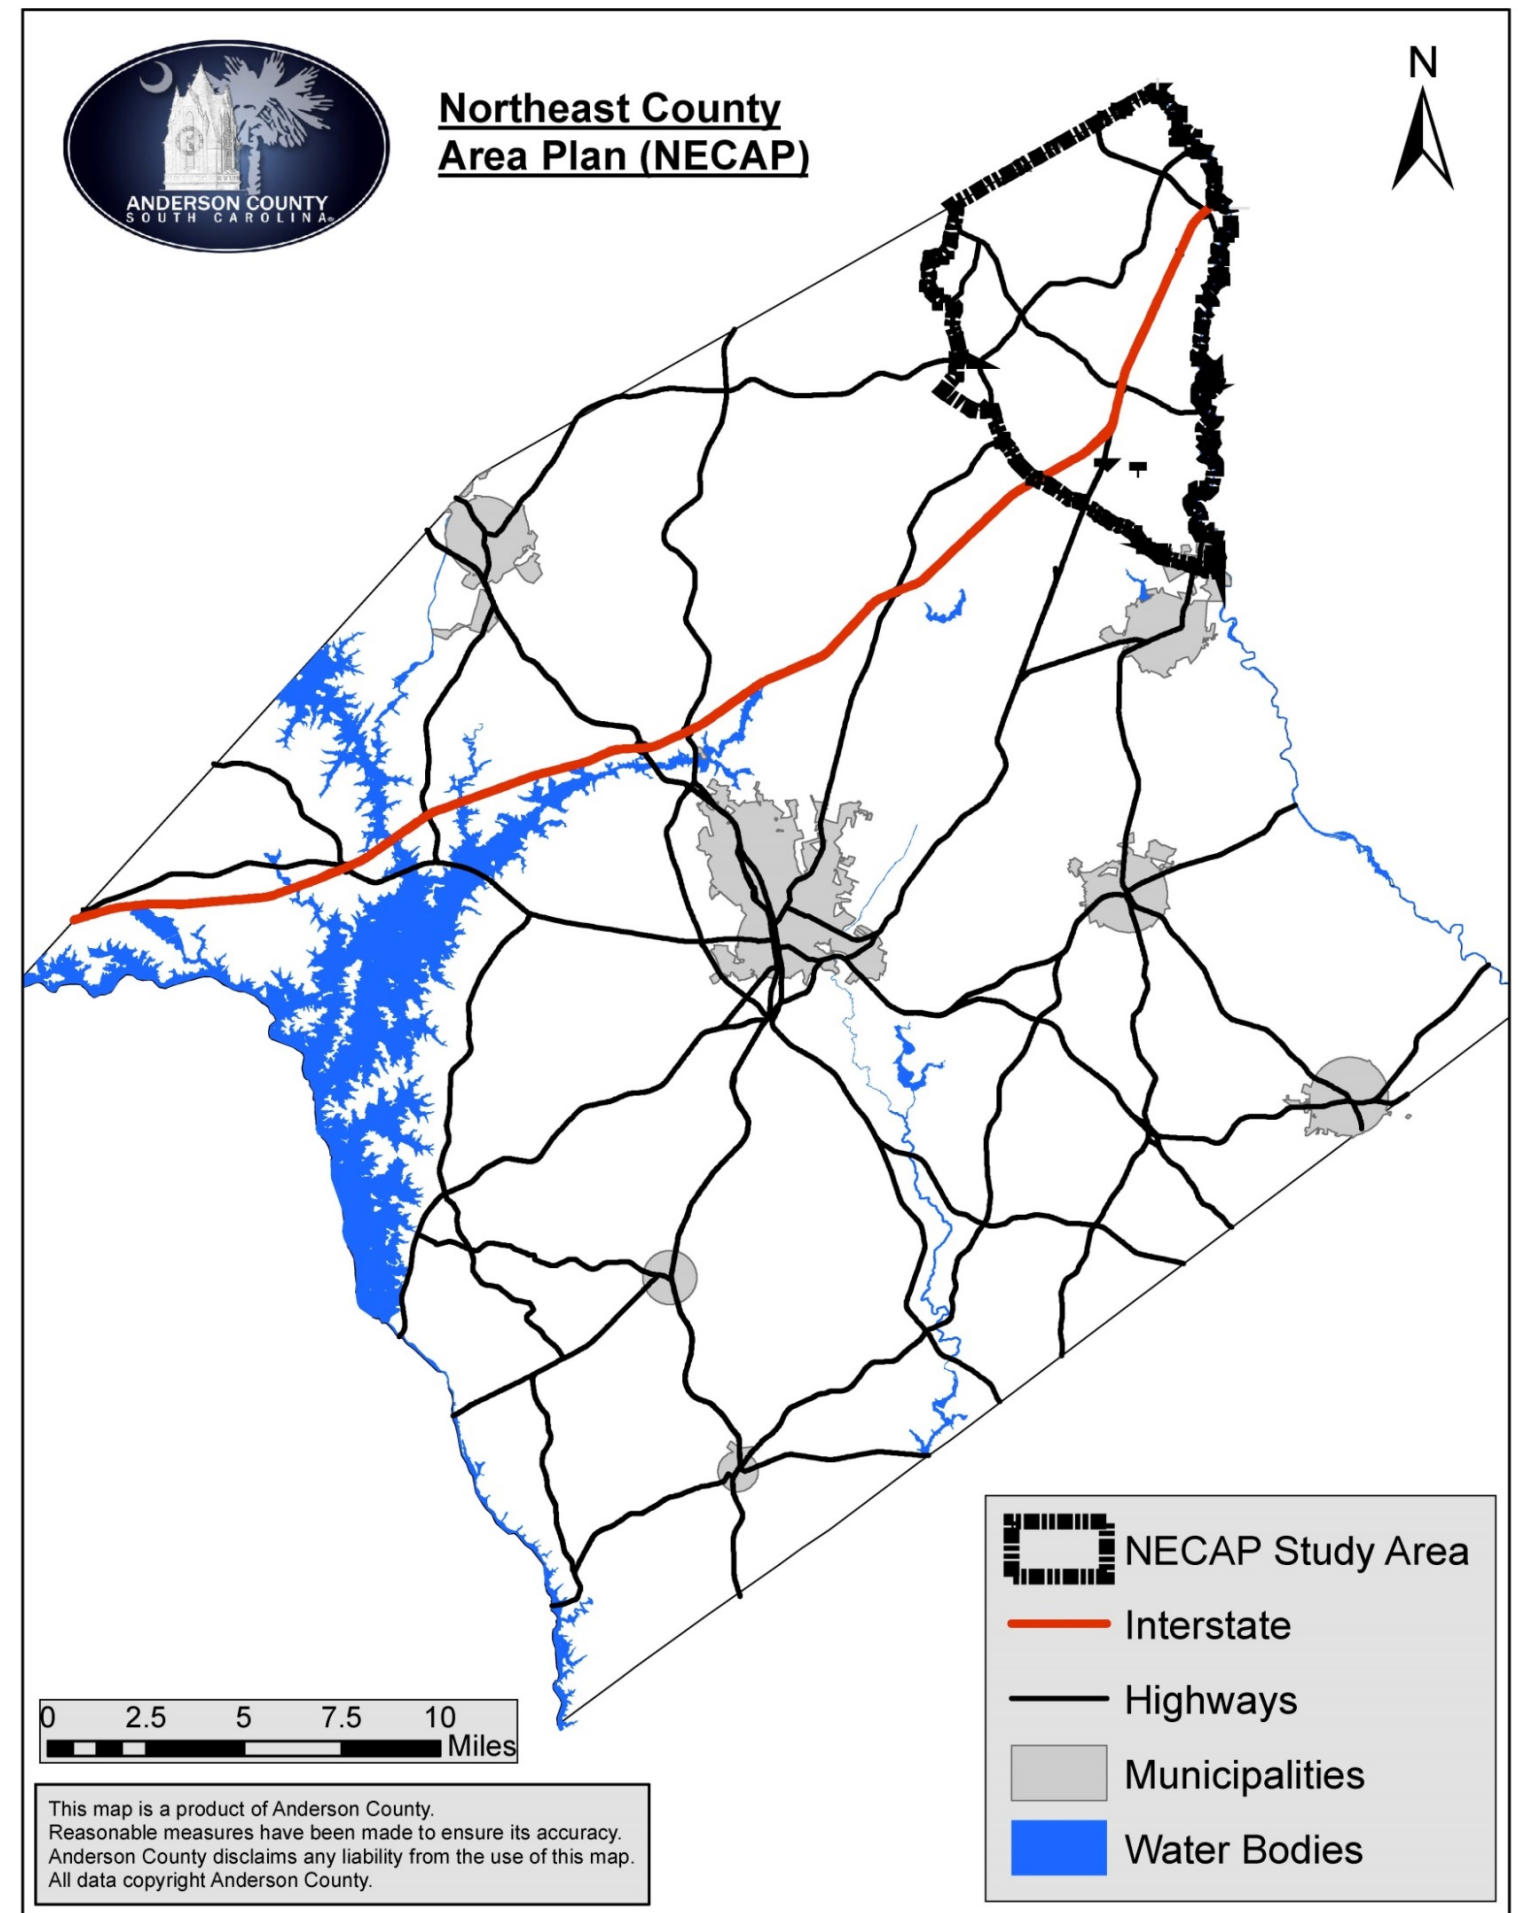 Northeast County
Area Plan (NECAP)
N
ANDERSON COUNTY
SOUTH CAROLINA
NECAP Study Area
Interstate
Highways
Municipalities
Water Bodies
0 2.5 5 7.5 10
Miles
This map is a product of Anderson County.
Reasonable measures have been made to ensure its accuracy.
Anderson County disclaims any liability from the use of this map.
All data copyright Anderson County.